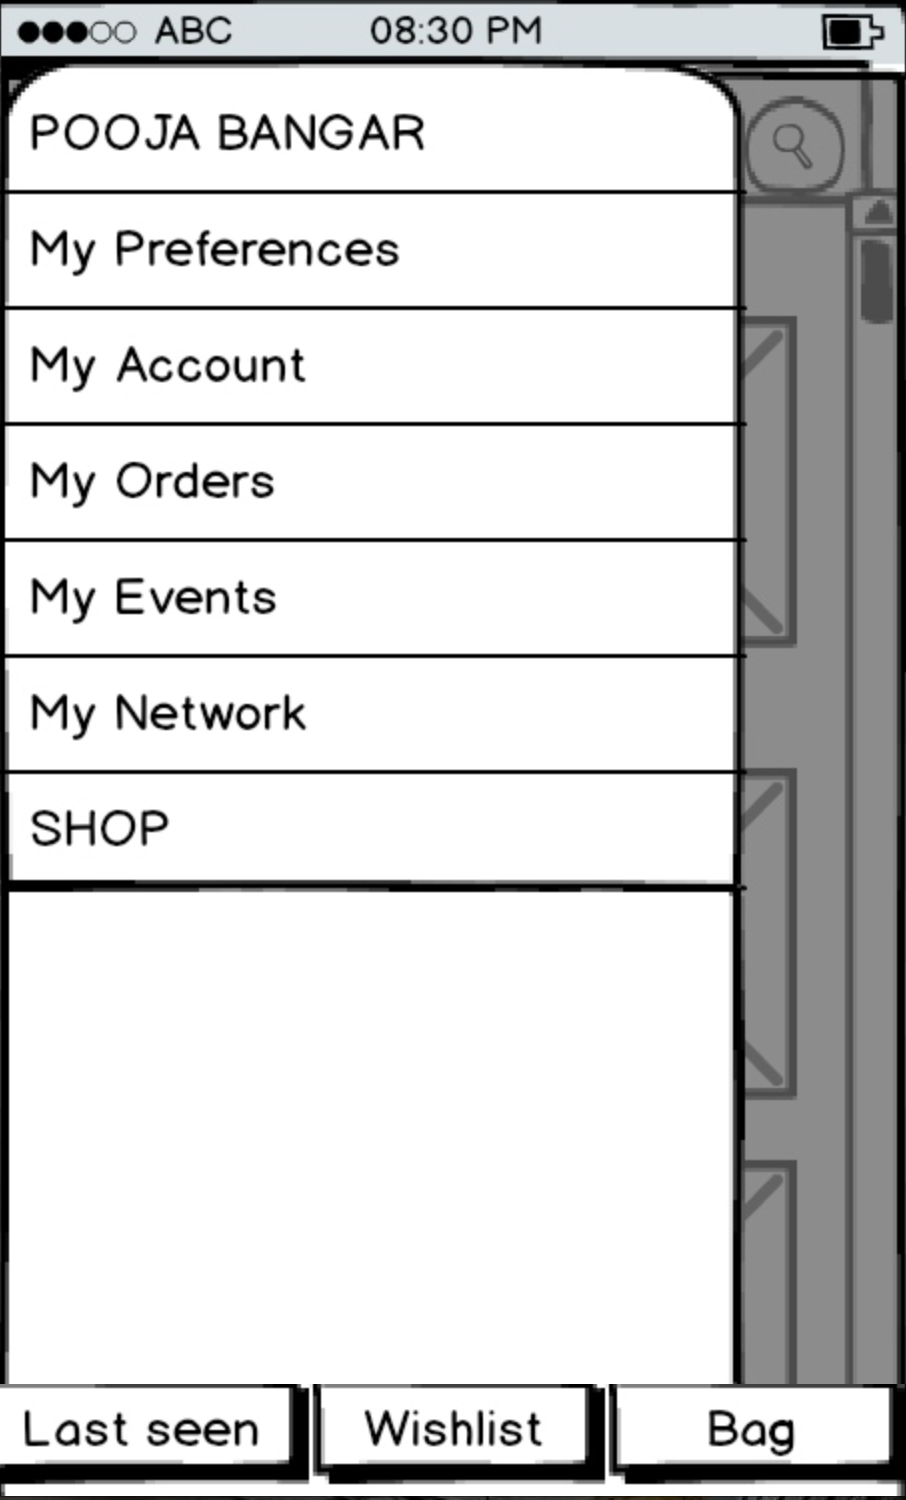 ABC 08:30 PM
POOJA BANGAR
My Preferences
My Account
My Orders
My Events
My Network
SHOP
Last seen Wishlist Bag